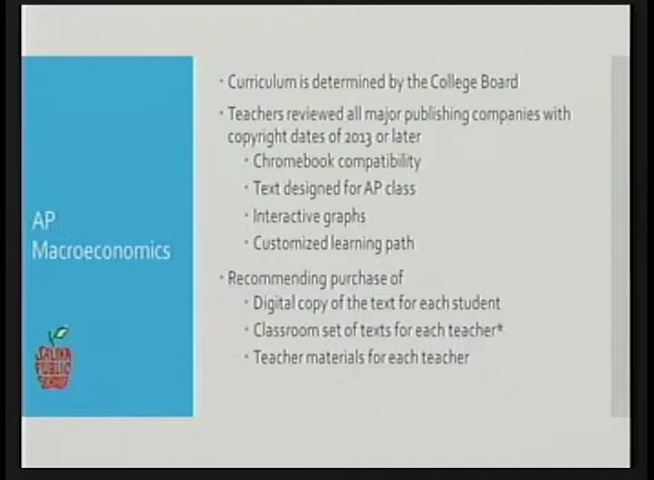 AP
Macroeconomics
SALINA
PUBLIC
SCHOOLS
· Curriculum is determined by the College Board
· Teachers reviewed all major publishing companies with
copyright dates of 2013 or later
· Chromebook compatibility
· Text designed for AP class
· Interactive graphs
· Customized learning path
· Recommending purchase of
· Digital copy of the text for each student
· Classroom set of texts for each teacher*
· Teacher materials for each teacher